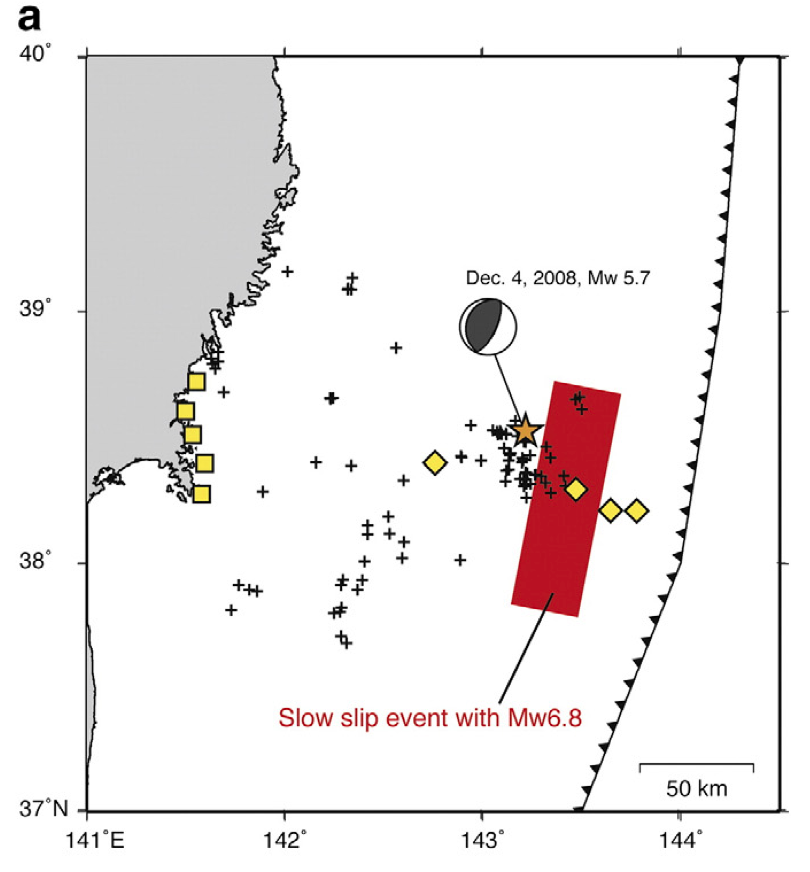 a
40˚
Dec. 4, 2008, Mw 5.7
39˚
38˚
Slow slip event with Mw6.8
50 km
37˚N
141˚E
142˚
143˚
144˚